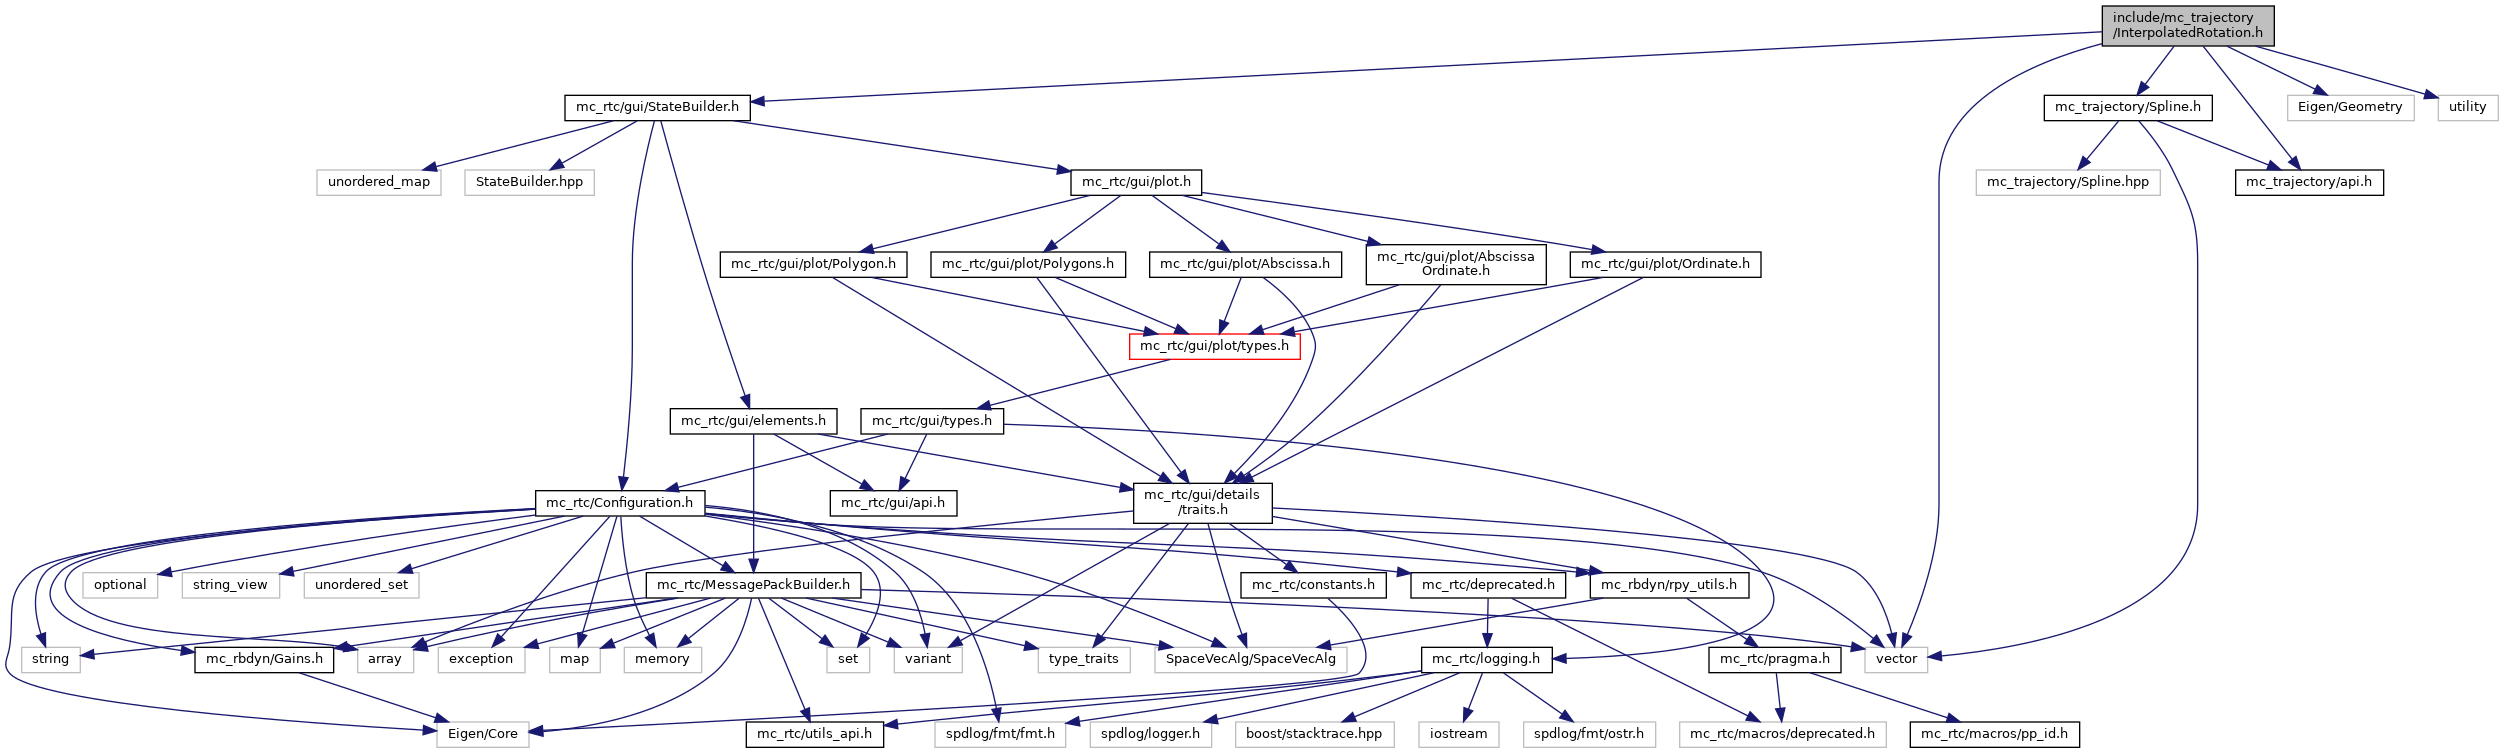 include/mc_trajectory
/InterpolatedRotation.h
mc_rtc/gui/StateBuilder.h
mc_trajectory/Spline.h
Eigen/Geometry
utility
unordered_map
StateBuilder.hpp
mc_rtc/gui/plot.h
mc_trajectory/Spline.hpp
mc_trajectory/api.h
mc_rtc/gui/plot/Polygon.h
mc_rtc/gui/plot/Polygons.h
mc_rtc/gui/plot/Abscissa.h
mc_rtc/gui/plot/Abscissa
Ordinate.h
mc_rtc/gui/plot/Ordinate.h
mc_rtc/gui/plot/types.h
mc_rtc/gui/elements.h
mc_rtc/gui/types.h
mc_rtc/Configuration.h
mc_rtc/gui/api.h
mc_rtc/gui/details
/traits.h
optional
string_view
unordered_set
mc_rtc/MessagePackBuilder.h
mc_rtc/constants.h
mc_rtc/deprecated.h
mc_rbdyn/rpy_utils.h
string
mc_rbdyn/Gains.h
array
exception
map
memory
set
variant
type_traits
SpaceVecAlg/SpaceVecAlg
mc_rtc/logging.h
mc_rtc/pragma.h
vector
Eigen/Core
mc_rtc/utils_api.h
spdlog/fmt/fmt.h
spdlog/logger.h
boost/stacktrace.hpp
iostream
spdlog/fmt/ostr.h
mc_rtc/macros/deprecated.h
mc_rtc/macros/pp_id.h